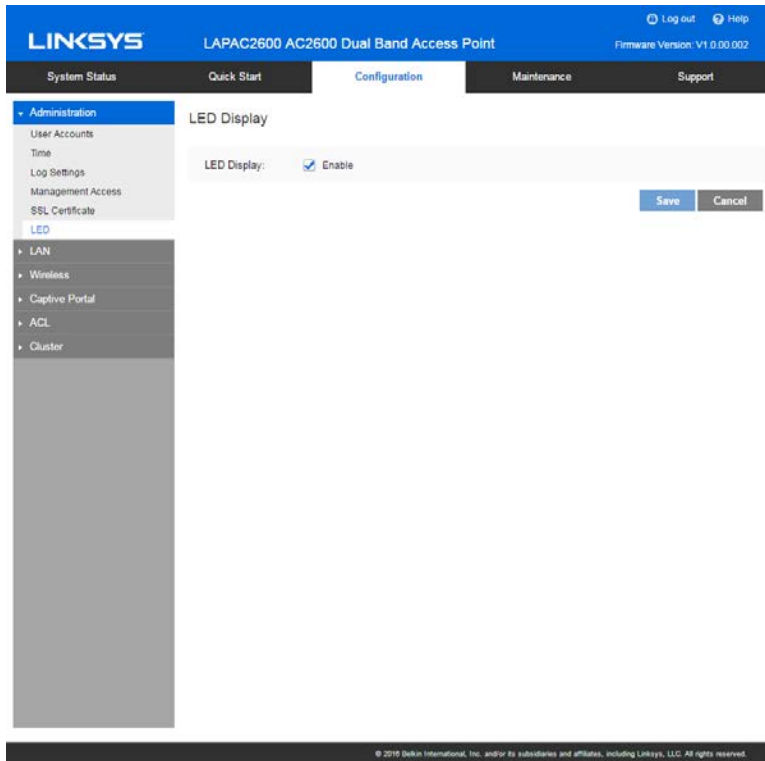 Log out Help
LINKSYS LAPAC2600 AC2600 Dual Band Access Point Firmware Version: V1.0.00.002
System Status Quick Start Configuration Maintenance Support
Administration
User Accounts
Time
Log Settings
Management Access
SSL Certificate
LED
LAN
Wireless
Captive Portal
ACL
Cluster
LED Display
LED Display: Enable
Save Cancel
© 2016 Belkin International, Inc. and/or its subsidiaries and affiliates, including Linksys, LLC. All rights reserved.